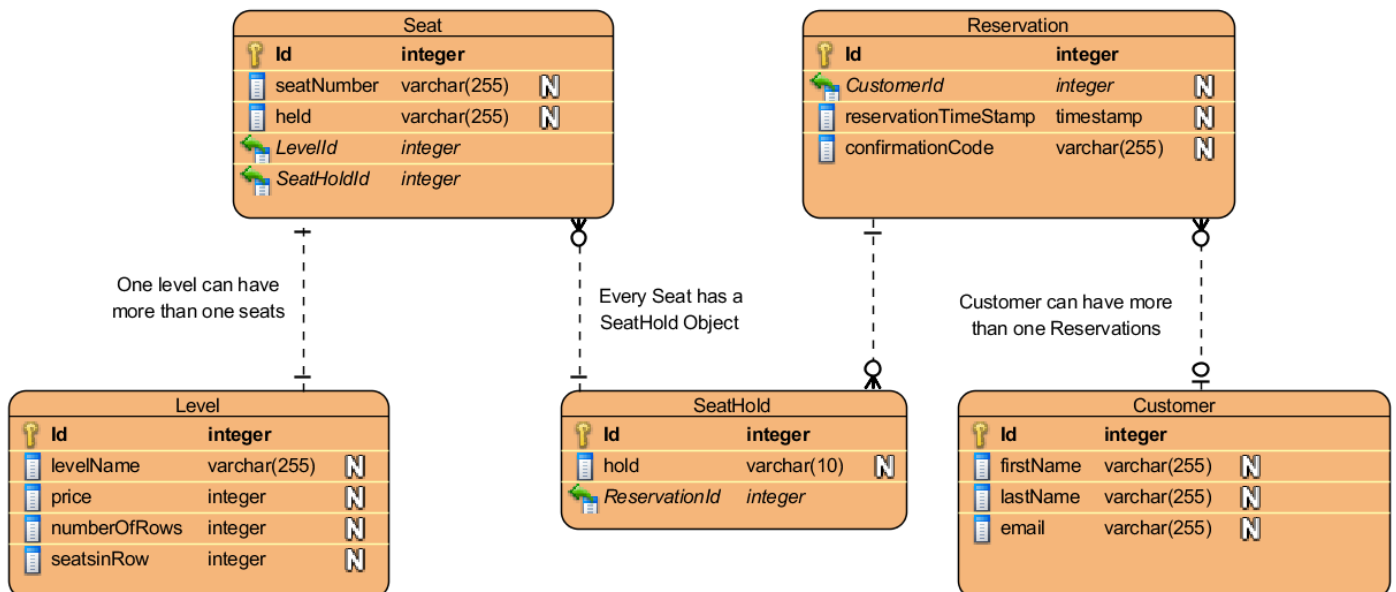 Seat
Id integer
seatNumber varchar(255) N
held varchar(255) N
LevelId integer
SeatHoldId integer
Reservation
Id integer
CustomerId integer N
reservationTimeStamp timestamp N
confirmationCode varchar(255) N
One level can have
more than one seats
Every Seat has a
SeatHold Object
Customer can have more
than one Reservations
Level
Id integer
levelName varchar(255) N
price integer N
numberOfRows integer N
seatsinRow integer N
SeatHold
Id integer
hold varchar(10) N
ReservationId integer
Customer
Id integer
firstName varchar(255) N
lastName varchar(255) N
email varchar(255) N